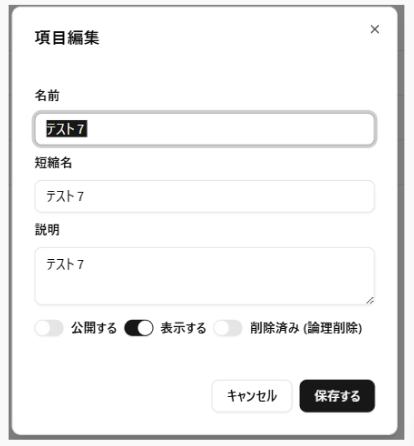 項目編集
名前
テスト7
短縮名
テスト7
説明
テスト7
公開する 表示する 削除済み (論理削除)
キャンセル 保存する